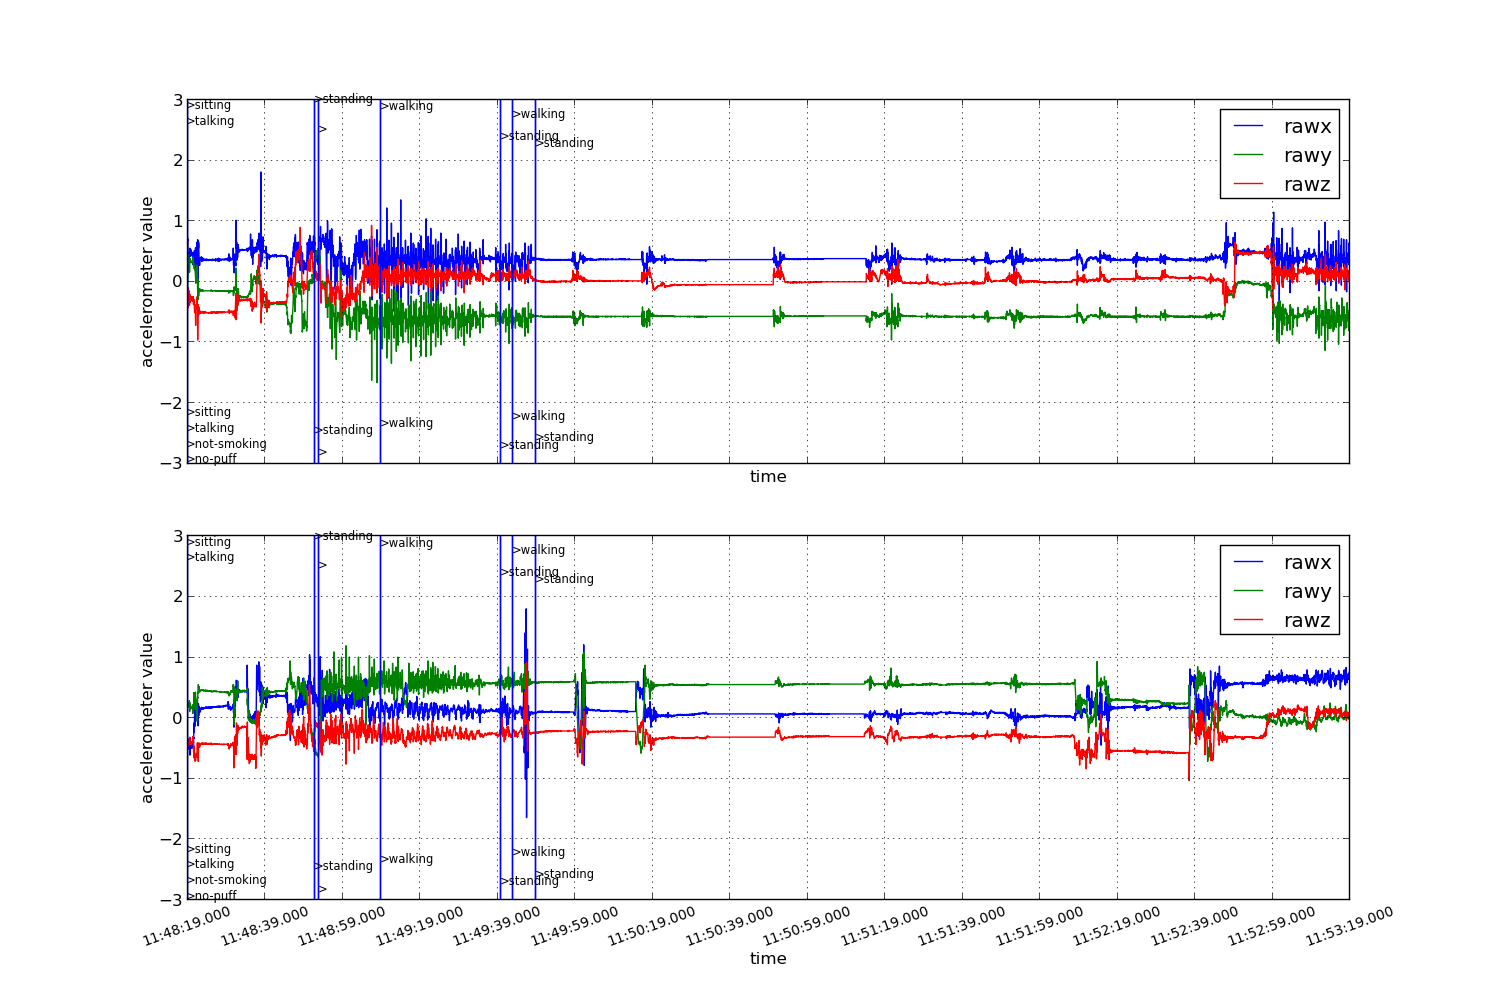 3
>sitting
>talking
>standing
>
>walking
>walking
>standing
>standing
rawx
rawy
rawz
2
1
0
−1
−2
−3
accelerometer value
>sitting
>talking
>not-smoking
>no-puff
>standing
>
>walking
>walking
>standing
>standing
time
3
>sitting
>talking
>standing
>
>walking
>walking
>standing
>standing
rawx
rawy
rawz
2
1
0
−1
−2
−3
accelerometer value
>sitting
>talking
>not-smoking
>no-puff
>standing
>
>walking
>walking
>standing
>standing
11:48:19.000
11:48:39.000
11:48:59.000
11:49:19.000
11:49:39.000
11:49:59.000
11:50:19.000
11:50:39.000
11:50:59.000
11:51:19.000
11:51:39.000
11:51:59.000
11:52:19.000
11:52:39.000
11:52:59.000
11:53:19.000
time